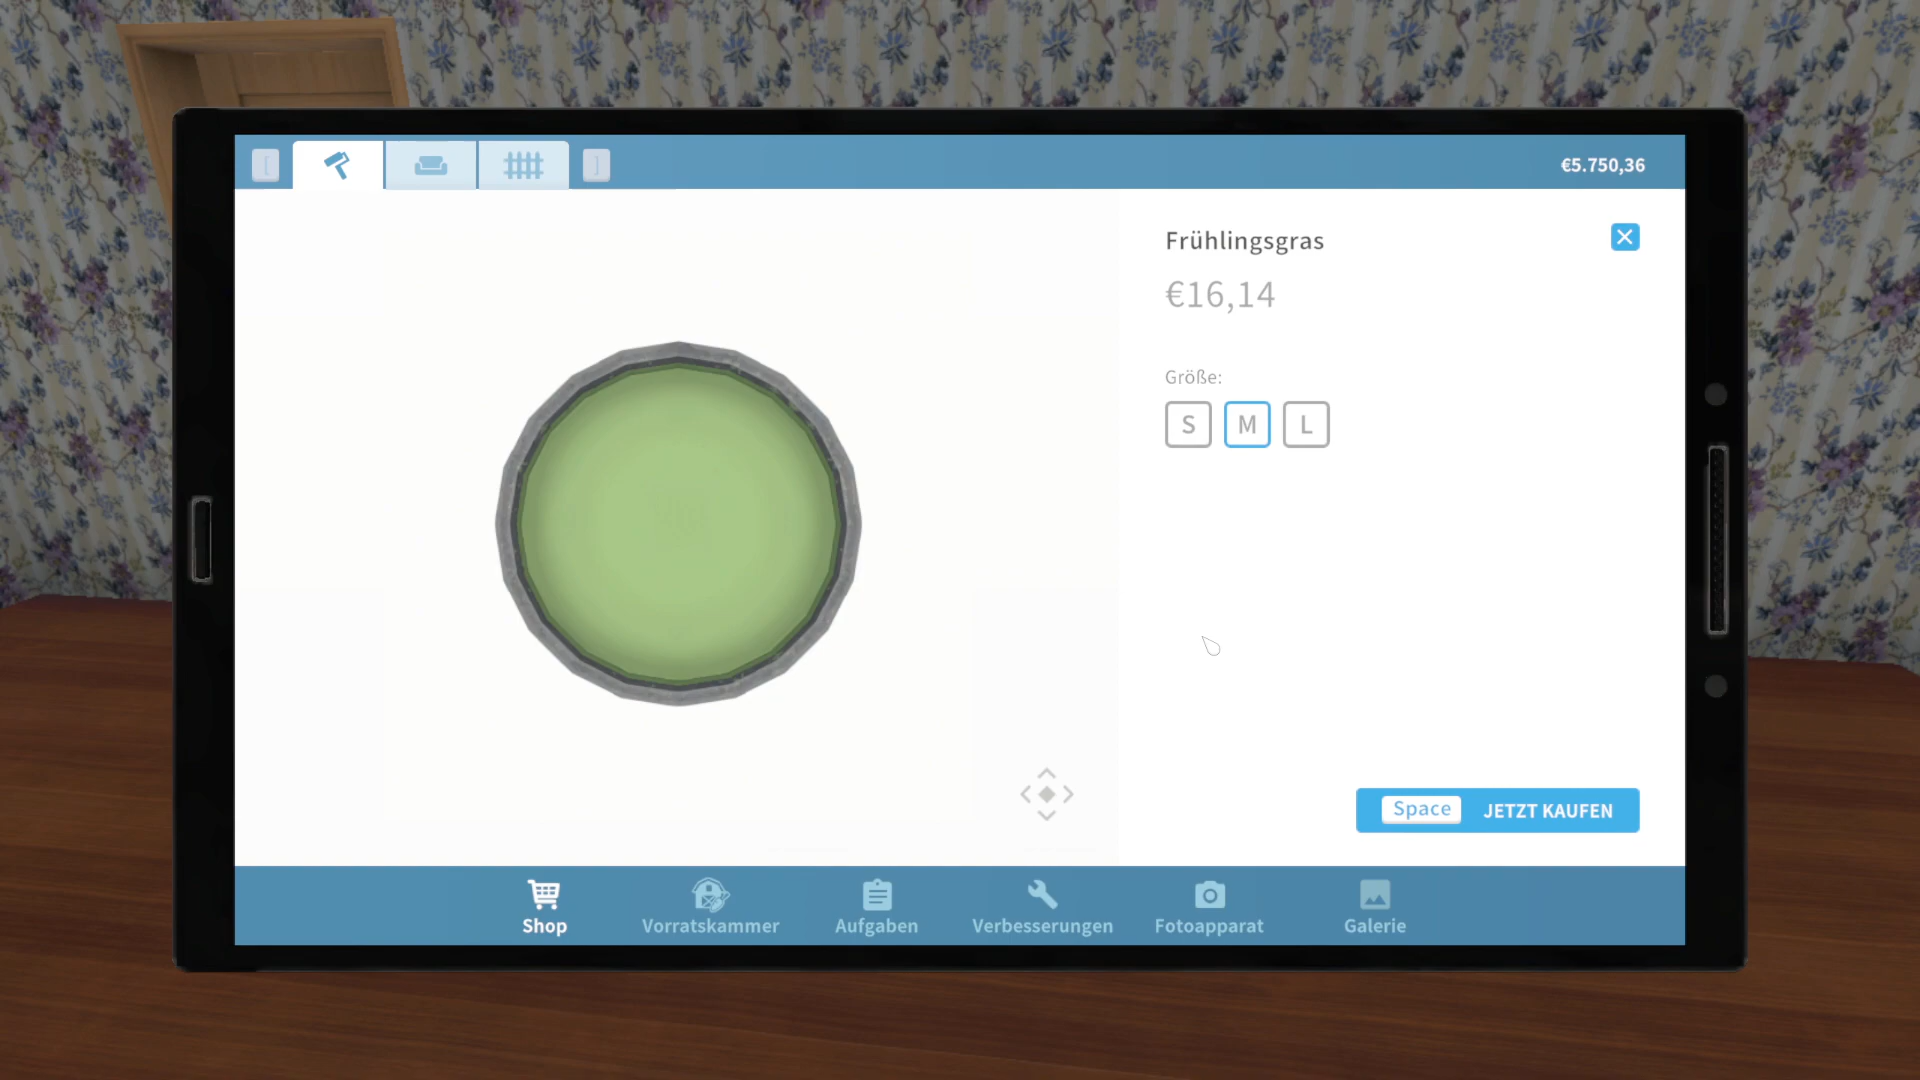 [
]
€5.750,36
Frühlingsgras
€16,14
Größe:
S M L
Space JETZT KAUFEN
Shop Vorratskammer Aufgaben Verbesserungen Fotoapparat Galerie